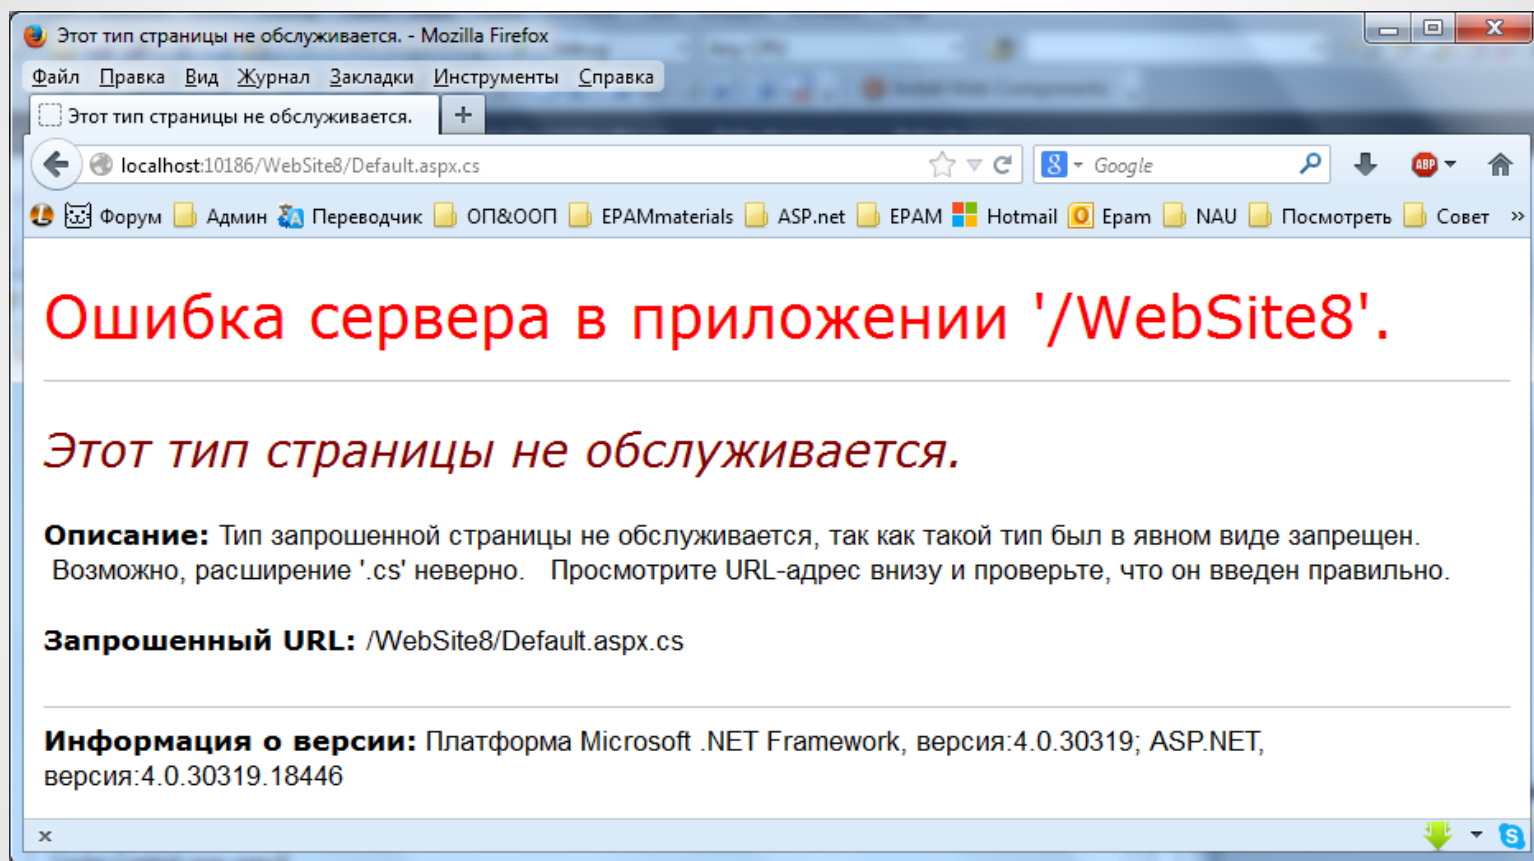 Этот тип страницы не обслуживается. - Mozilla Firefox
Файл Правка Вид Журнал Закладки Инструменты Справка
Этот тип страницы не обслуживается. +
localhost:10186/WebSite8/Default.aspx.cs 8 Google ABP
Форум Админ Переводчик ОП&ООП EPAMmaterials ASP.net EPAM Hotmail Epam NAU Посмотреть Совет »
Ошибка сервера в приложении '/WebSite8'.
Этот тип страницы не обслуживается.
Описание: Тип запрошенной страницы не обслуживается, так как такой тип был в явном виде запрещен.
Возможно, расширение '.cs' неверно. Просмотрите URL-адрес внизу и проверьте, что он введен правильно.
Запрошенный URL: /WebSite8/Default.aspx.cs
Информация о версии: Платформа Microsoft .NET Framework, версия:4.0.30319; ASP.NET,
версия:4.0.30319.18446